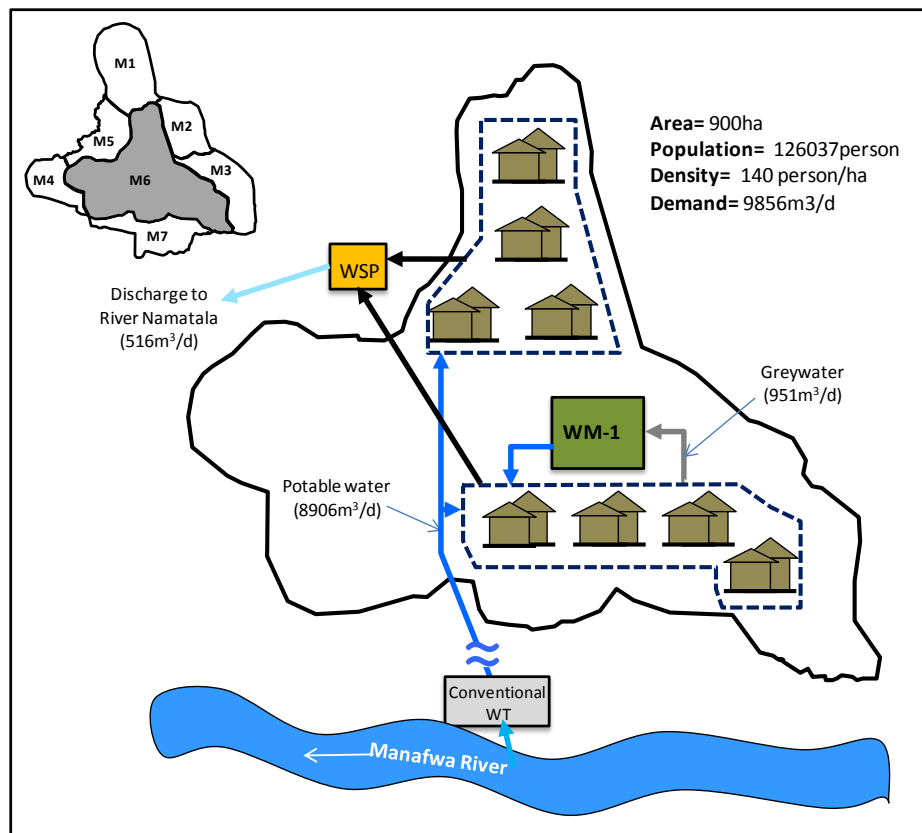 M1
M2
M5
M3
M4
M6
M7
Area= 900ha
Population= 126037person
Density= 140 person/ha
Demand= 9856m3/d
WSP
Discharge to
River Namatala
(516m³/d)
Greywater
(951m³/d)
WM-1
Potable water
(8906m³/d)
Conventional
WT
Manafwa River